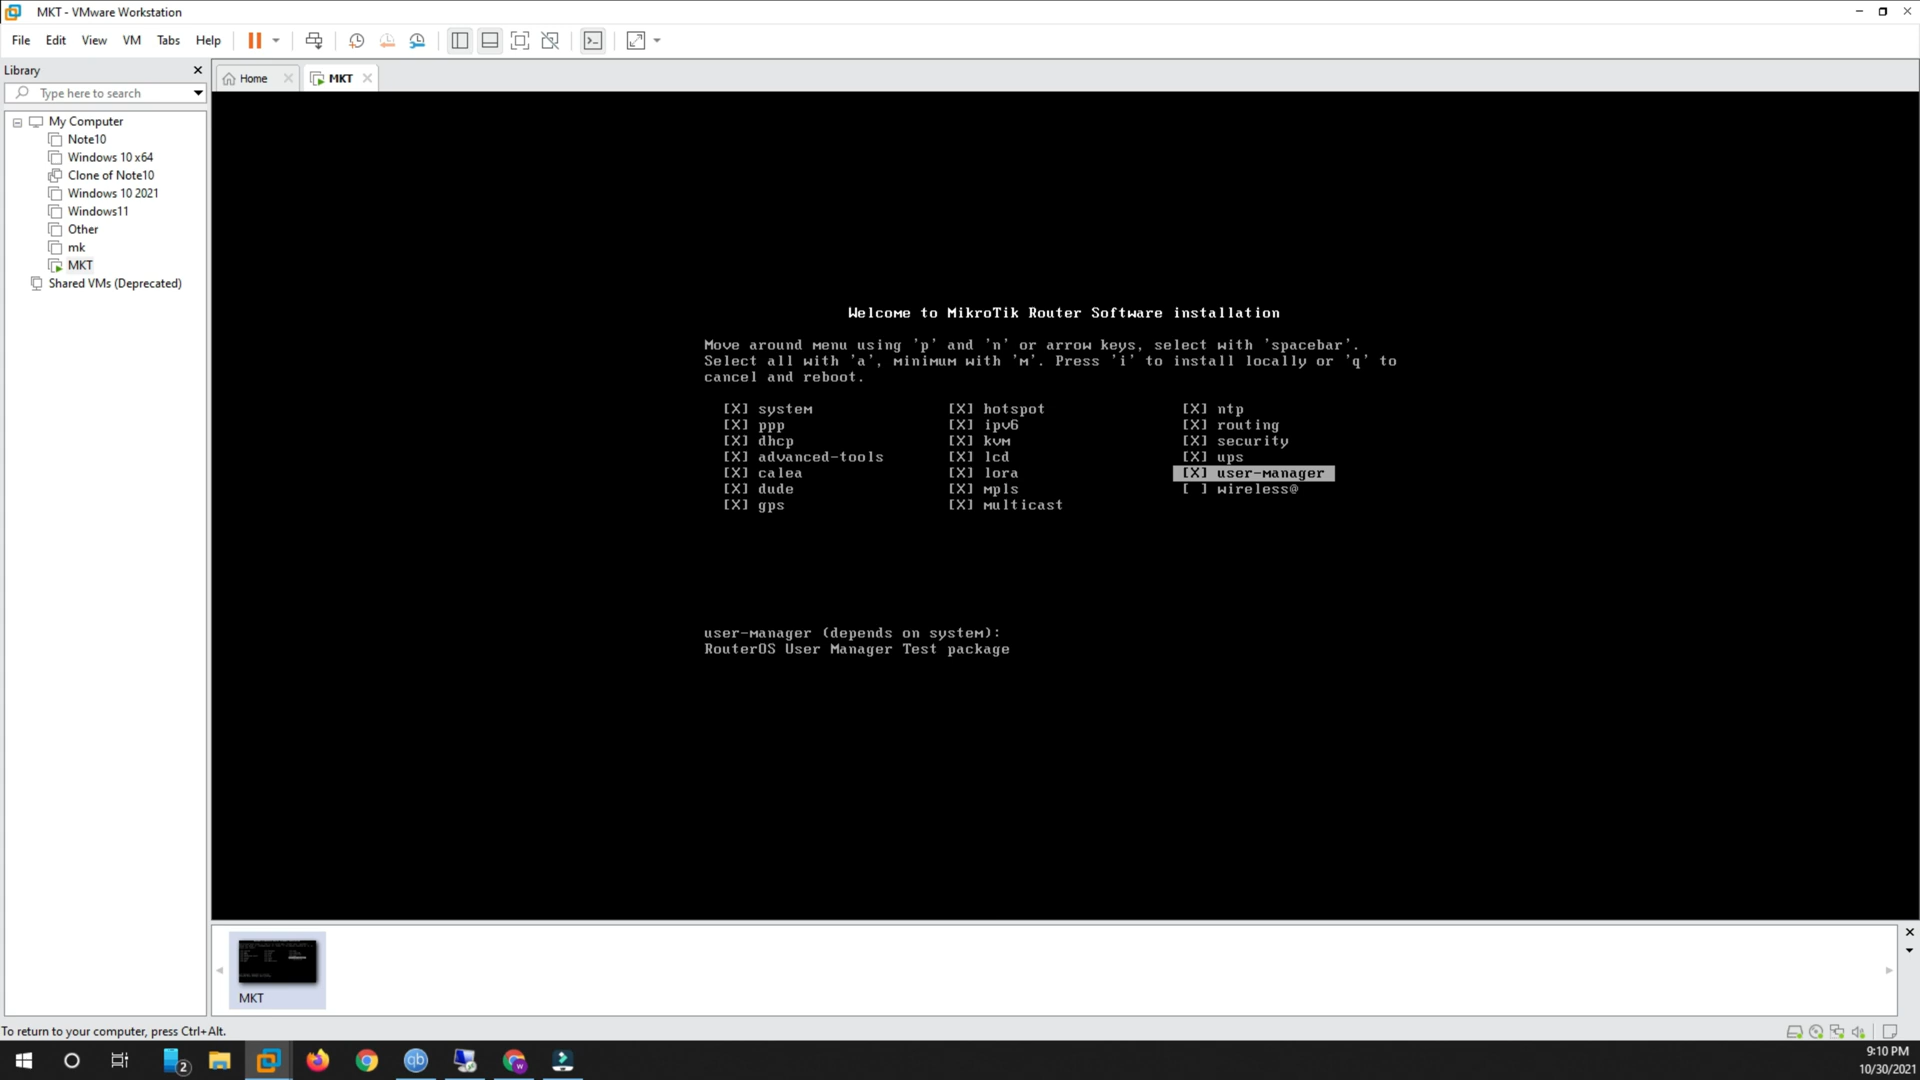 MKT - VMware Workstation
File Edit View VM Tabs Help
Library
Type here to search
My Computer
Note10
Windows 10 x64
Clone of Note10
Windows 10 2021
Windows11
Other
mk
MKT
Shared VMs (Deprecated)
Home
MKT
Welcome to MikroTik Router Software installation
Move around menu using 'p' and 'n' or arrow keys, select with 'spacebar'.
Select all with 'a', minimum with 'm'. Press 'i' to install locally or 'q' to
cancel and reboot.
[X] system [X] hotspot [X] ntp
[X] ppp [X] ipv6 [X] routing
[X] dhcp [X] kvm [X] security
[X] advanced-tools [X] lcd [X] ups
[X] calea [X] lora [X] user-manager
[X] dude [X] mpls [ ] wireless@
[X] gps [X] multicast
user-manager (depends on system):
RouterOS User Manager Test package
MKT
To return to your computer, press Ctrl+Alt.
2
qb
w
9:10 PM
10/30/2021